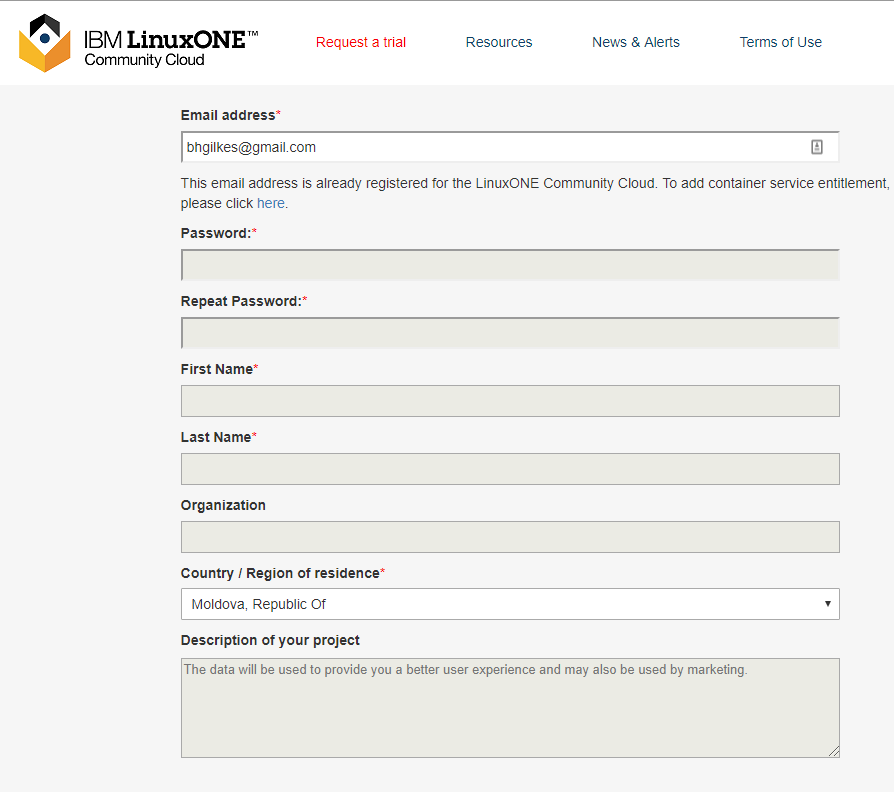 IBM LinuxONE™
Community Cloud
Request a trial
Resources
News & Alerts
Terms of Use
Email address*
bhgilkes@gmail.com
This email address is already registered for the LinuxONE Community Cloud. To add container service entitlement,
please click here.
Password:*
Repeat Password:*
First Name*
Last Name*
Organization
Country / Region of residence*
Moldova, Republic Of
Description of your project
The data will be used to provide you a better user experience and may also be used by marketing.